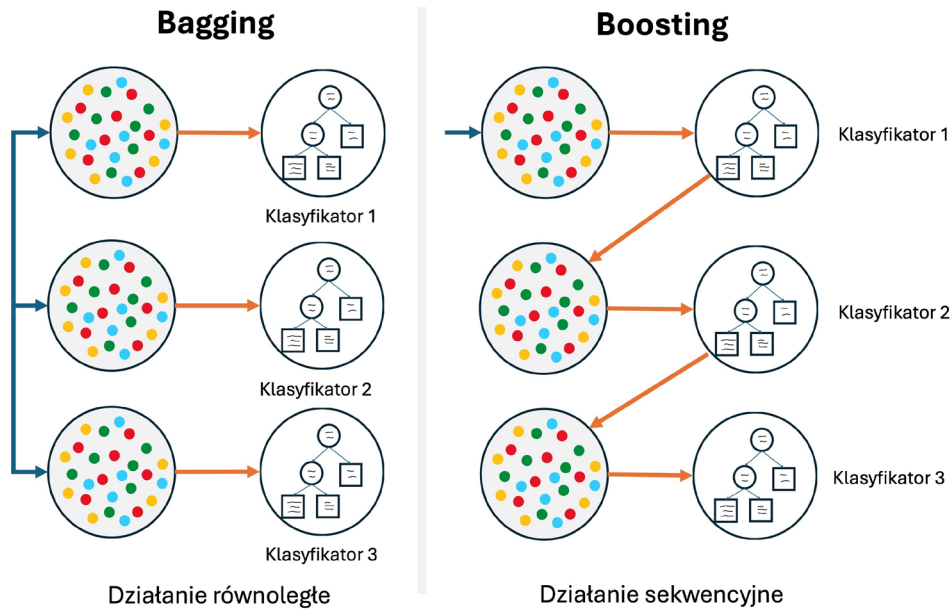 Bagging
Klasyfikator 1
Klasyfikator 2
Klasyfikator 3
Działanie równoległe
Boosting
Klasyfikator 1
Klasyfikator 2
Klasyfikator 3
Działanie sekwencyjne